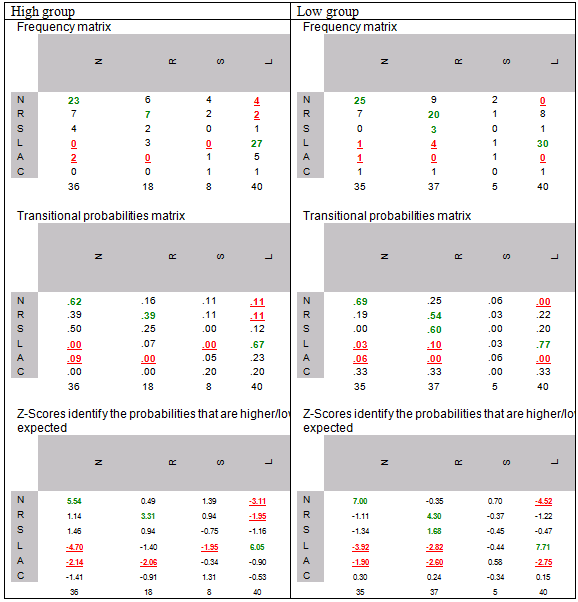 High group
Frequency matrix
N R S L
N 23 6 4 4
R 7 7 2 2
S 4 2 0 1
L 0 3 0 27
A 2 0 1 5
C 0 0 1 1
36 18 8 40
Transitional probabilities matrix
N R S L
N .62 .16 .11 .11
R .39 .39 .11 .11
S .50 .25 .00 .12
L .00 .07 .00 .67
A .09 .00 .05 .23
C .00 .00 .20 .20
36 18 8 40
Z-Scores identify the probabilities that are higher/lo
expected
N R S L
N 5.54 0.49 1.39 -3.11
R 1.14 3.31 0.94 -1.95
S 1.46 0.94 -0.75 -1.16
L -4.70 -1.40 -1.95 6.05
A -2.14 -2.06 -0.34 -0.90
C -1.41 -0.91 1.31 -0.53
36 18 8 40
Low group
Frequency matrix
N R S L
N 25 9 2 0
R 7 20 1 8
S 0 3 0 1
L 1 4 1 30
A 1 0 1 0
C 1 1 0 1
35 37 5 40
Transitional probabilities matrix
N R S L
N .69 .25 .06 .00
R .19 .54 .03 .22
S .00 .60 .00 .20
L .03 .10 .03 .77
A .06 .00 .06 .00
C .33 .33 .00 .33
35 37 5 40
Z-Scores identify the probabilities that are higher/lo
expected
N R S L
N 7.00 -0.35 0.70 -4.52
R -1.11 4.30 -0.37 -1.22
S -1.34 1.68 -0.45 -0.47
L -3.92 -2.82 -0.44 7.71
A -1.90 -2.60 0.58 -2.75
C 0.30 0.24 -0.34 0.15
35 37 5 40